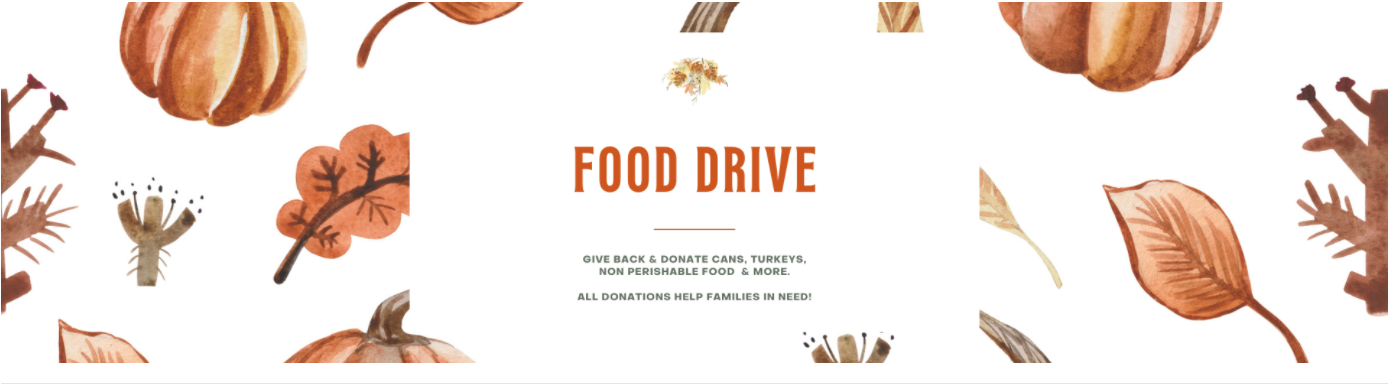 FOOD DRIVE
GIVE BACK & DONATE CANS, TURKEYS,
NON PERISHABLE FOOD & MORE.
ALL DONATIONS HELP FAMILIES IN NEED!